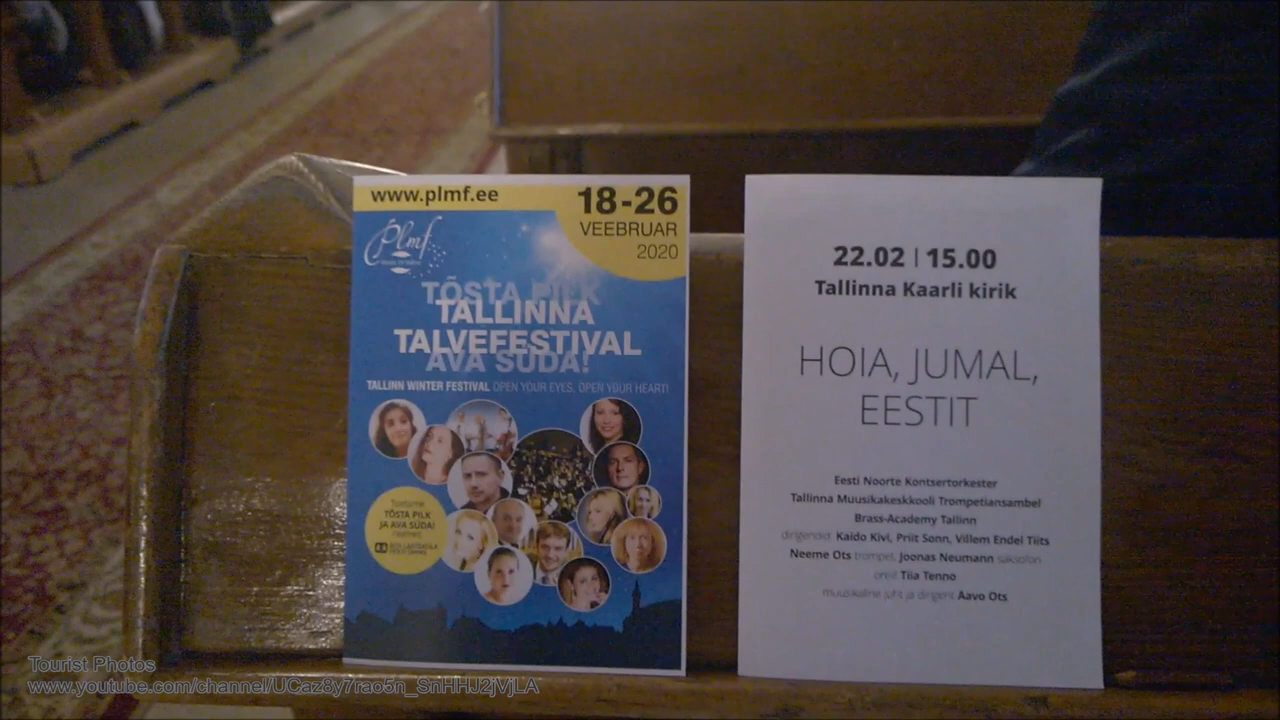 www.plmf.ee
18-26
VEEBRUAR
2020
Plmf
TÕSTA PILK
TALLINNA
TALVEFESTIVAL
AVA SÜDA!
TALLINN WINTER FESTIVAL OPEN YOUR EYES, OPEN YOUR HEART!
Toetame
TÕSTA PILK
JA AVA SÜDA!
22.02 | 15.00
Tallinna Kaarli kirik
HOIA, JUMAL,
EESTIT
Eesti Noorte Kontsertorkester
Tallinna Muusikakeskkooli Trompetiansambel
Brass-Academy Tallinn
dirigendid Kaido Kivi, Priit Sonn, Villem Endel Tiits
Neeme Ots trompet, Joonas Neumann saksofon
orel Tiia Tenno
muusikaline juht ja dirigent Aavo Ots
Tourist Photos
www.youtube.com/channel/UCaz8y7rao5n_SnHHJ2jVjLA